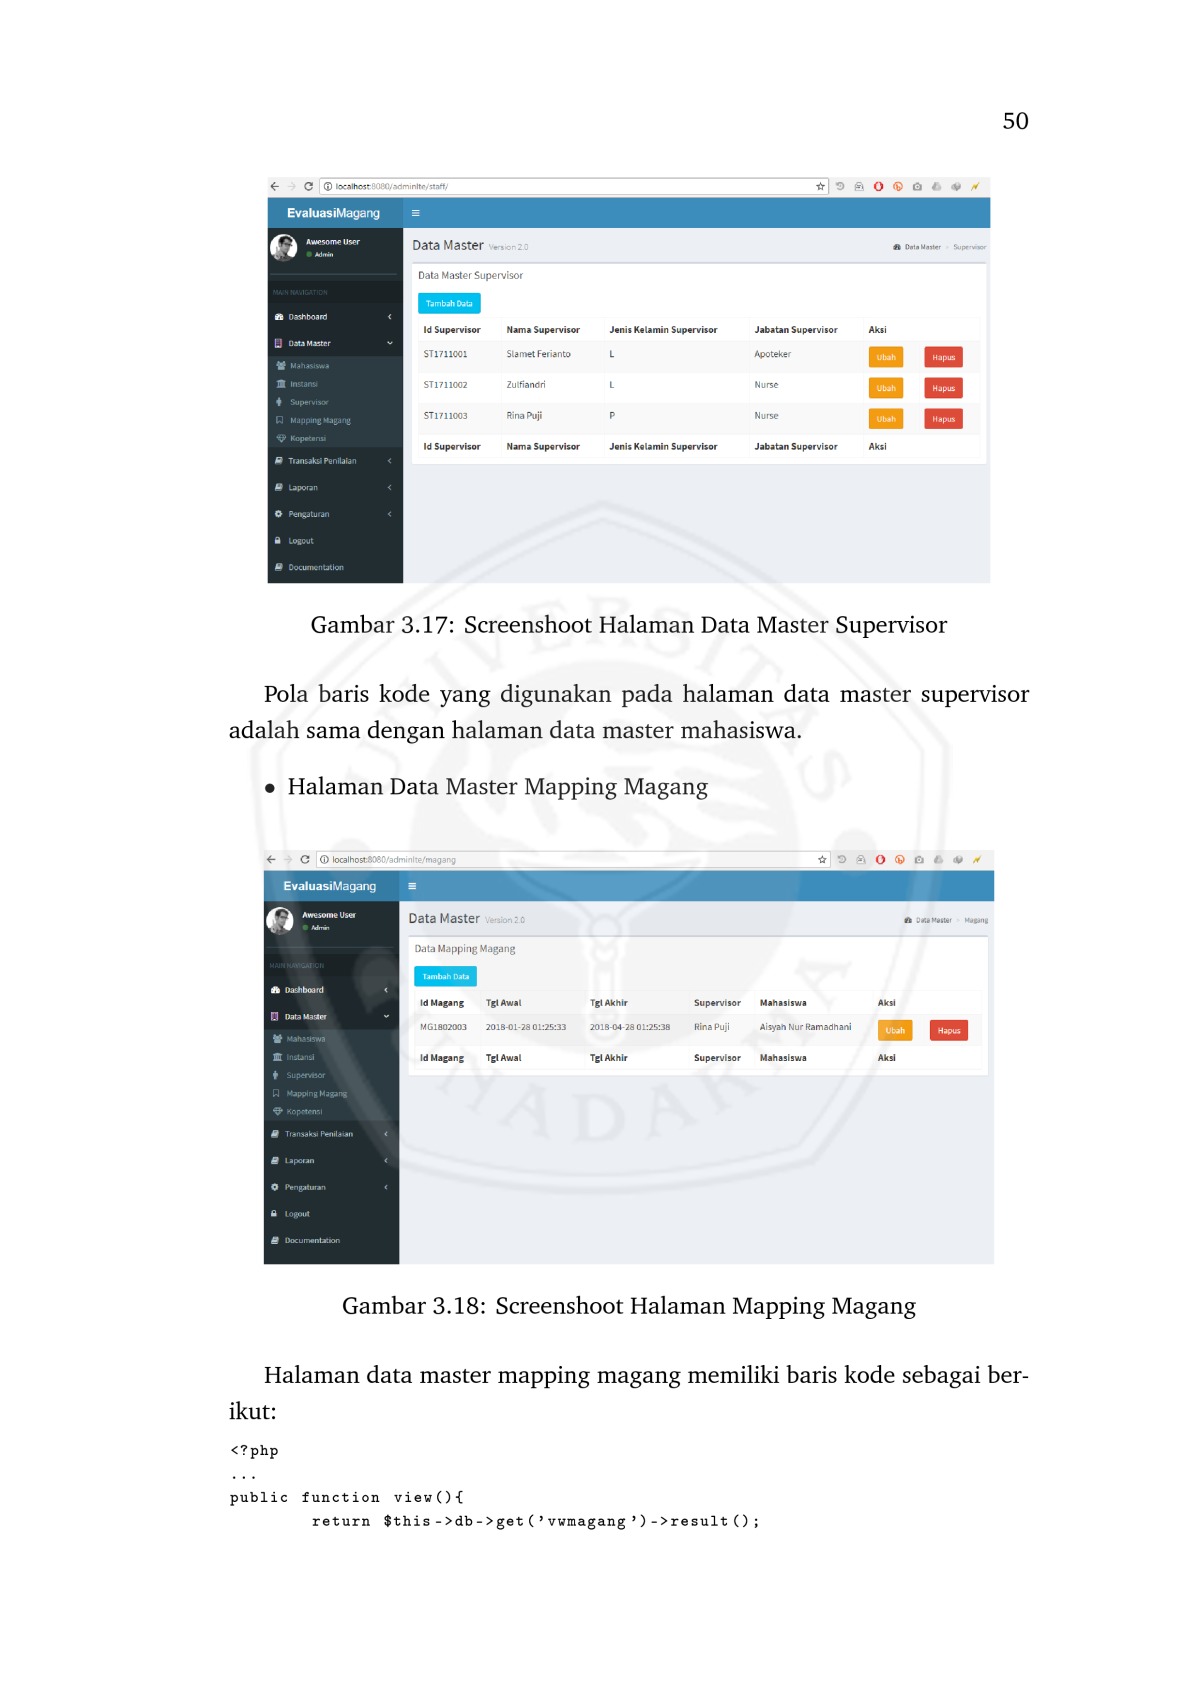 50
localhost:8080/adminlte/staff/
EvaluasiMagang
Awesome User
Admin
MAIN NAVIGATION
Dashboard
Data Master
Mahasiswa
Instansi
Supervisor
Mapping Magang
Kopetensi
Transaksi Penilaian
Laporan
Pengaturan
Logout
Documentation
Data Master Version 2.0
Data Master > Supervisor
Data Master Supervisor
Tambah Data
Id Supervisor Nama Supervisor Jenis Kelamin Supervisor Jabatan Supervisor Aksi
ST1711001 Slamet Ferianto L Apoteker Ubah Hapus
ST1711002 Zulfiandri L Nurse Ubah Hapus
ST1711003 Rina Puji P Nurse Ubah Hapus
Id Supervisor Nama Supervisor Jenis Kelamin Supervisor Jabatan Supervisor Aksi
Gambar 3.17: Screenshoot Halaman Data Master Supervisor
Pola baris kode yang digunakan pada halaman data master supervisor
adalah sama dengan halaman data master mahasiswa.
• Halaman Data Master Mapping Magang
localhost:8080/adminlte/magang
EvaluasiMagang
Awesome User
Admin
MAIN NAVIGATION
Dashboard
Data Master
Mahasiswa
Instansi
Supervisor
Mapping Magang
Kopetensi
Transaksi Penilaian
Laporan
Pengaturan
Logout
Documentation
Data Master Version 2.0
Data Master > Magang
Data Mapping Magang
Tambah Data
Id Magang Tgl Awal Tgl Akhir Supervisor Mahasiswa Aksi
MG1802003 2018-01-28 01:25:33 2018-04-28 01:25:38 Rina Puji Aisyah Nur Ramadhani Ubah Hapus
Id Magang Tgl Awal Tgl Akhir Supervisor Mahasiswa Aksi
Gambar 3.18: Screenshoot Halaman Mapping Magang
Halaman data master mapping magang memiliki baris kode sebagai ber-
ikut:
<?php
...
public function view(){
return $this->db->get('vwmagang')->result();